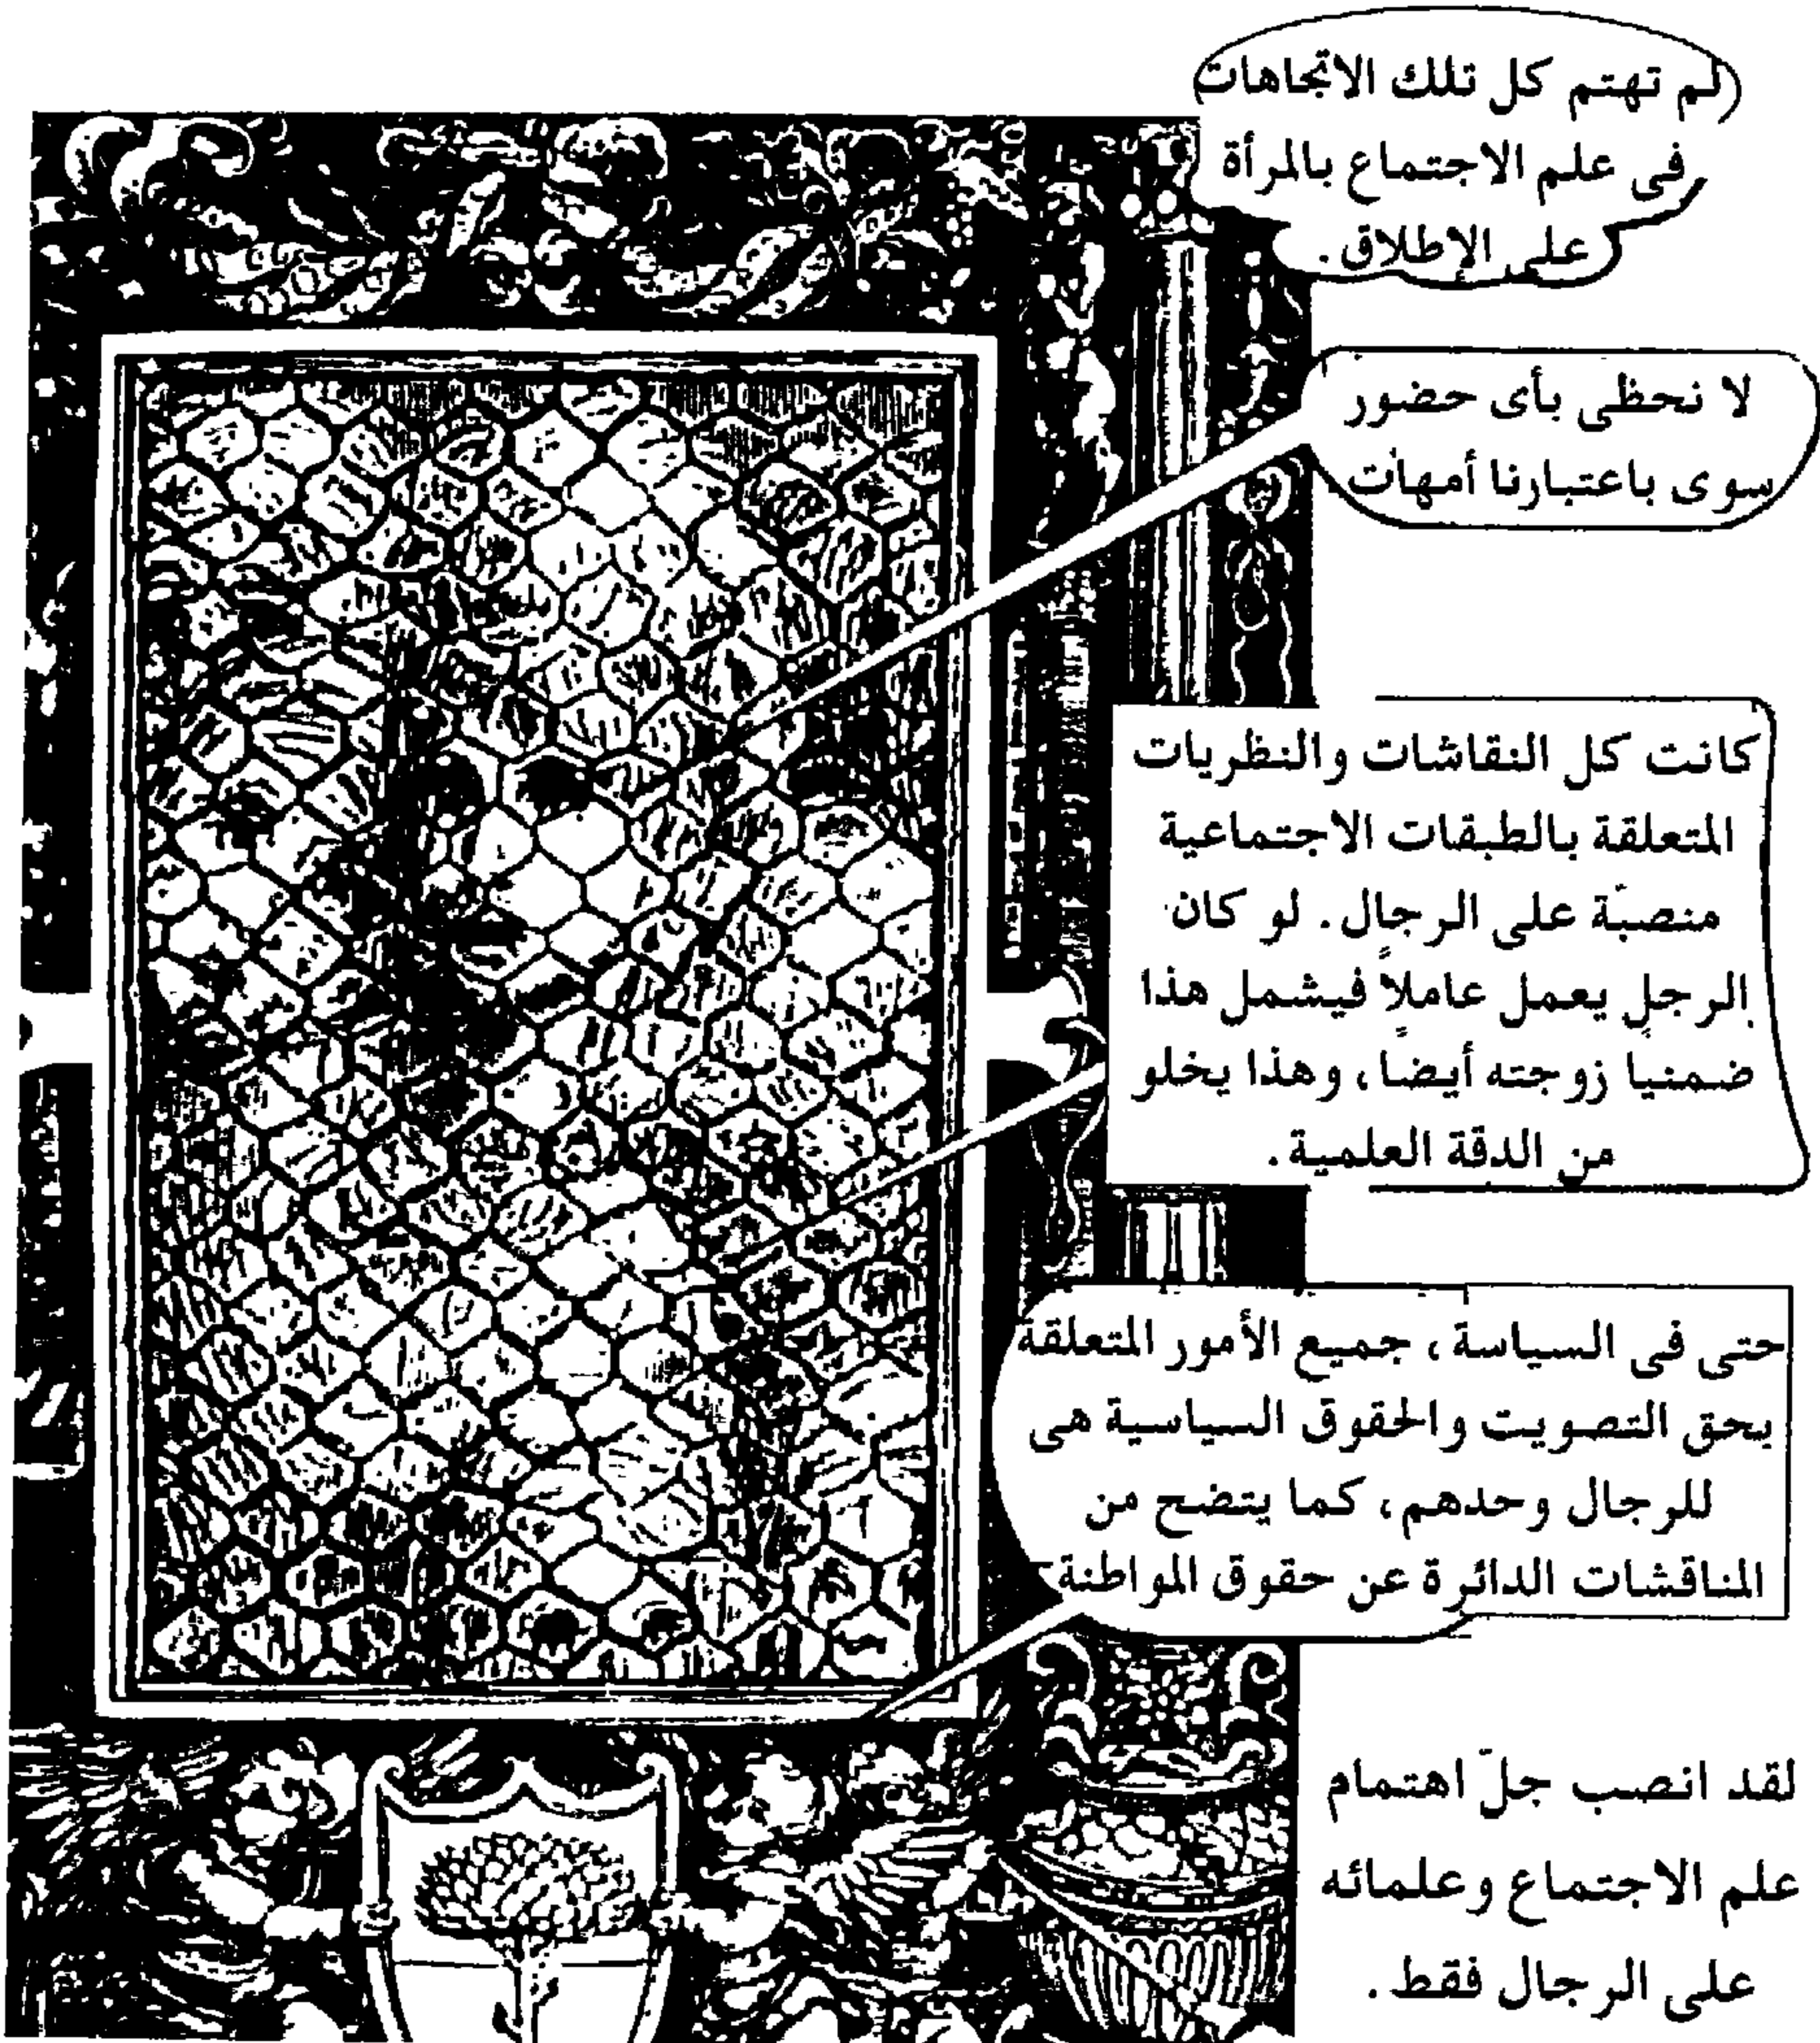 لم تهتم كل تلك الاتجاهات
فى علم الاجتماع بالمرأة
على الإطلاق .
لا نحظى بأى حضور
سوى باعتبارنا أمهات
كانت كل النقاشات والنظريات
المتعلقة بالطبقات الاجتماعية
منصبّة على الرجال . لو كان
الرجل يعمل عاملاً فيشمل هذا
ضمنياً زوجته أيضاً ، وهذا يخلو
من الدقة العلمية .
حتى فى السياسة ، جميع الأمور المتعلقة
بحق التصويت والحقوق السياسية هى
للرجال وحدهم ، كما يتضح من
المناقشات الدائرة عن حقوق المواطنة
لقد انصب جلّ اهتمام
علم الاجتماع وعلمائه
على الرجال فقط .